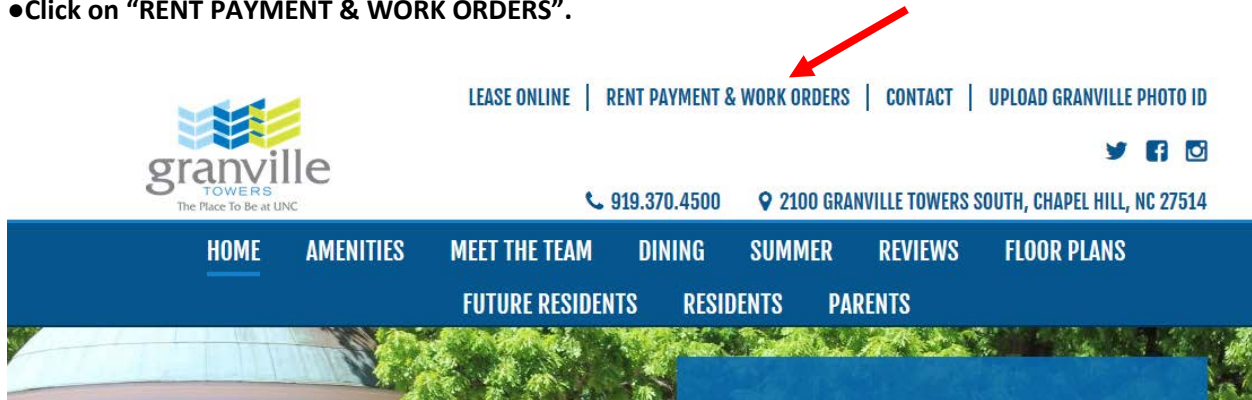 ●Click on “RENT PAYMENT & WORK ORDERS”.
LEASE ONLINE | RENT PAYMENT & WORK ORDERS | CONTACT | UPLOAD GRANVILLE PHOTO ID
granville
TOWERS
The Place To Be at UNC
919.370.4500 2100 GRANVILLE TOWERS SOUTH, CHAPEL HILL, NC 27514
HOME AMENITIES MEET THE TEAM DINING SUMMER REVIEWS FLOOR PLANS
FUTURE RESIDENTS RESIDENTS PARENTS